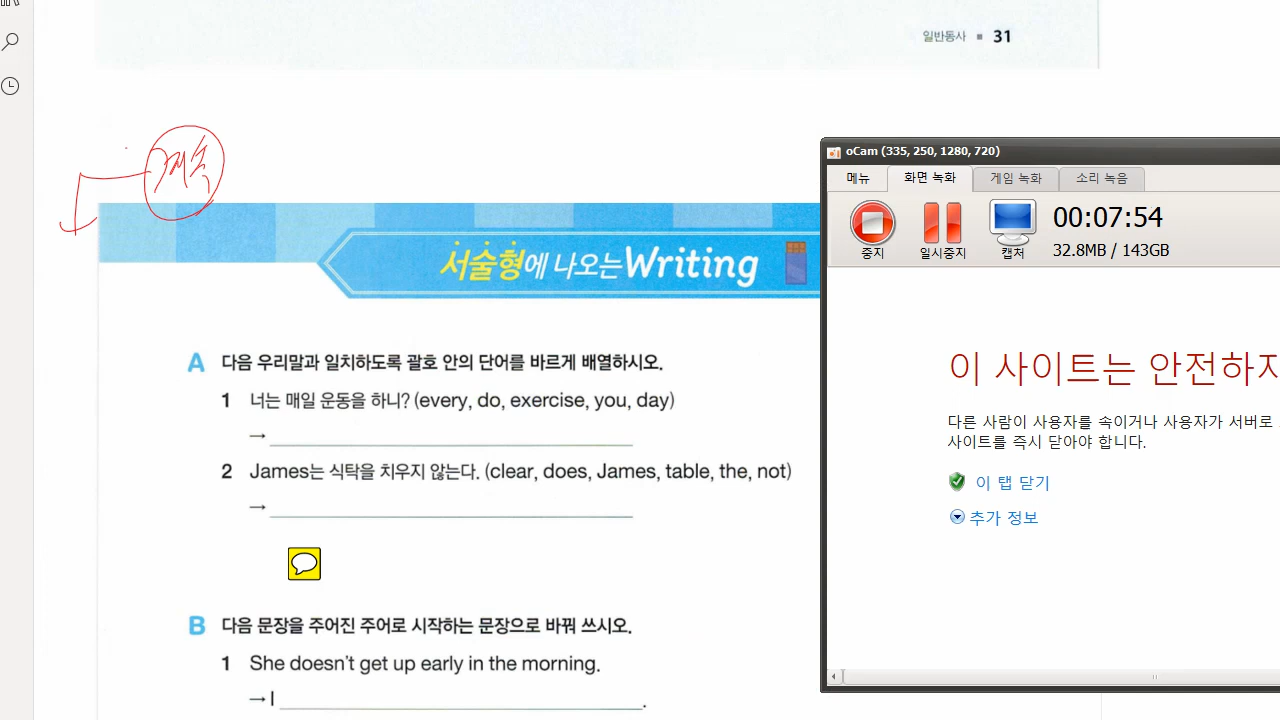 일반동사 ■ 31
계속
서술형에 나오는 Writing
A 다음 우리말과 일치하도록 괄호 안의 단어를 바르게 배열하시오.
1 너는 매일 운동을 하니? (every, do, exercise, you, day)
→
2 James는 식탁을 치우지 않는다. (clear, does, James, table, the, not)
→
B 다음 문장을 주어진 주어로 시작하는 문장으로 바꿔 쓰시오.
1 She doesn't get up early in the morning.
→ I .
oCam (335, 250, 1280, 720)
메뉴 화면 녹화 게임 녹화 소리 녹음
중지 일시중지 캡처
00:07:54
32.8MB / 143GB
이 사이트는 안전하지
다른 사람이 사용자를 속이거나 사용자가 서버로
사이트를 즉시 닫아야 합니다.
이 탭 닫기
추가 정보